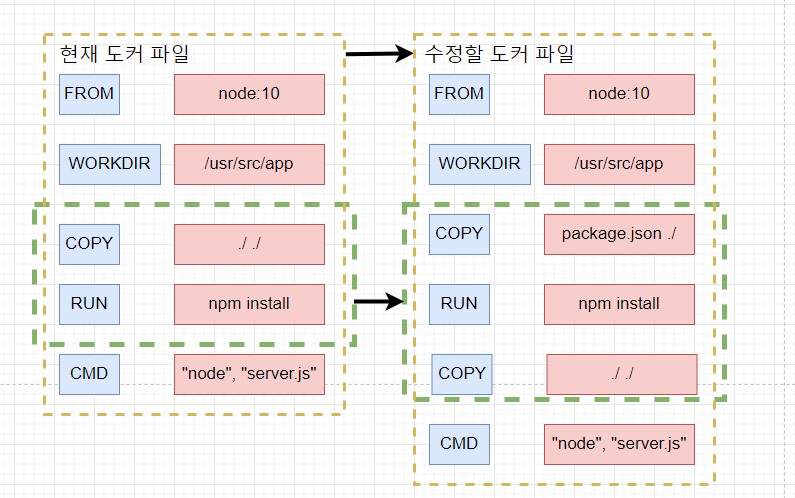 현재 도커 파일
FROM node:10
WORKDIR /usr/src/app
COPY ./ ./
RUN npm install
CMD "node", "server.js"
수정할 도커 파일
FROM node:10
WORKDIR /usr/src/app
COPY package.json ./
RUN npm install
COPY ./ ./
CMD "node", "server.js"